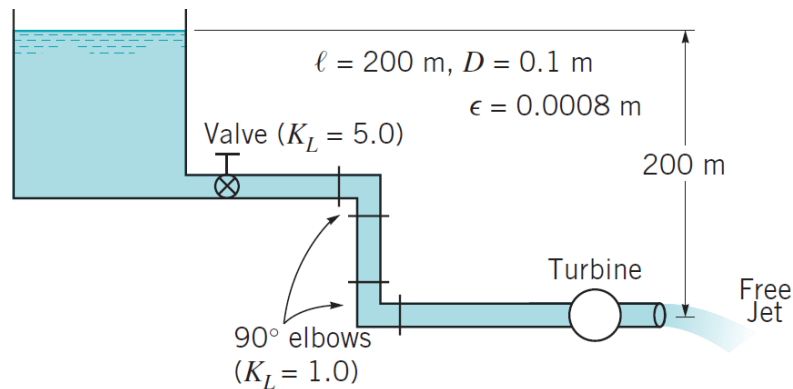 ℓ = 200 m, D = 0.1 m
ϵ = 0.0008 m
Valve (K_L = 5.0)
200 m
Turbine
Free
Jet
90° elbows
(K_L = 1.0)